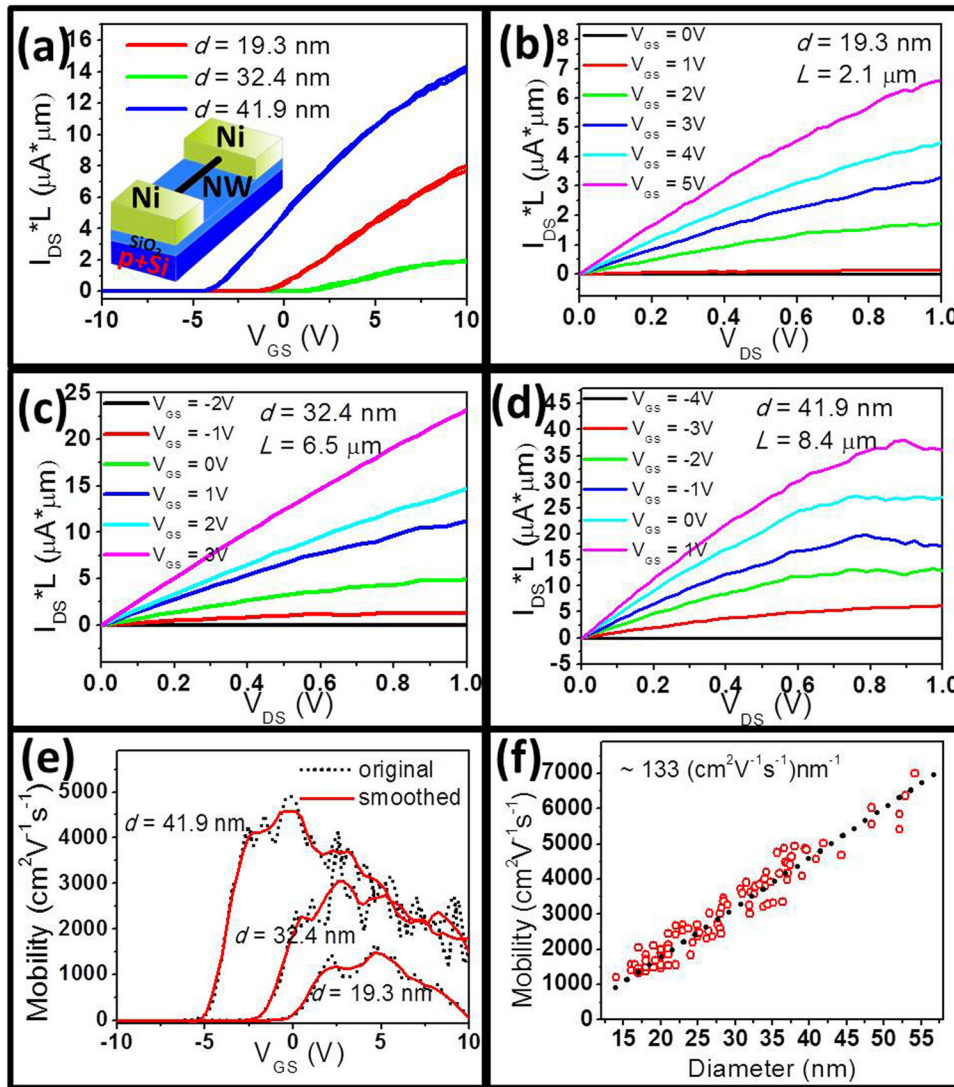 (a)
d = 19.3 nm
d = 32.4 nm
d = 41.9 nm
Ni
Ni
NW
SiO2
p+Si
16
14
12
10
8
6
4
2
0
I_DS*L (μA*μm)
-10 -5 0 5 10
V_GS (V)
(b)
V_GS = 0V
V_GS = 1V
V_GS = 2V
V_GS = 3V
V_GS = 4V
V_GS = 5V
d = 19.3 nm
L = 2.1 μm
8
7
6
5
4
3
2
1
0
I_DS*L (μA*μm)
0.0 0.2 0.4 0.6 0.8 1.0
V_DS (V)
(c)
V_GS = -2V
V_GS = -1V
V_GS = 0V
V_GS = 1V
V_GS = 2V
V_GS = 3V
d = 32.4 nm
L = 6.5 μm
25
20
15
10
5
0
I_DS*L (μA*μm)
0.0 0.2 0.4 0.6 0.8 1.0
V_DS (V)
(d)
V_GS = -4V
V_GS = -3V
V_GS = -2V
V_GS = -1V
V_GS = 0V
V_GS = 1V
d = 41.9 nm
L = 8.4 μm
45
40
35
30
25
20
15
10
5
0
-5
I_DS*L (μA*μm)
0.0 0.2 0.4 0.6 0.8 1.0
V_DS (V)
(e)
original
smoothed
d = 41.9 nm
d = 32.4 nm
d = 19.3 nm
5000
4000
3000
2000
1000
0
Mobility (cm²V⁻¹s⁻¹)
-10 -5 0 5 10
V_GS (V)
(f)
~ 133 (cm²V⁻¹s⁻¹)nm⁻¹
7000
6000
5000
4000
3000
2000
1000
0
Mobility (cm²V⁻¹s⁻¹)
15 20 25 30 35 40 45 50 55
Diameter (nm)